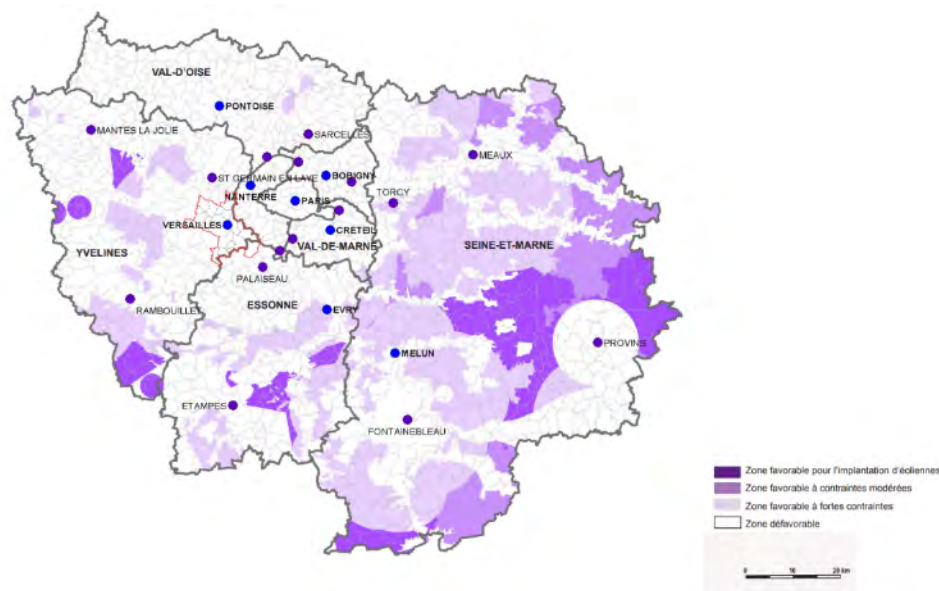 VAL-D'OISE
PONTOISE
MANTES LA JOLIE
SARCELLES
MEAUX
ST GERMAIN EN LAYE
BOBIGNY
NANTERRE
PARIS
TORCY
VERSAILLES
CRETEIL
VAL-DE-MARNE
SEINE-ET-MARNE
YVELINES
PALAISEAU
ESSONNE
RAMBOUILLET
EVRY
PROVINS
MELUN
ETAMPES
FONTAINEBLEAU
Zone favorable pour l'implantation d'éoliennes
Zone favorable à contraintes modérées
Zone favorable à fortes contraintes
Zone défavorable
0 10 20 km